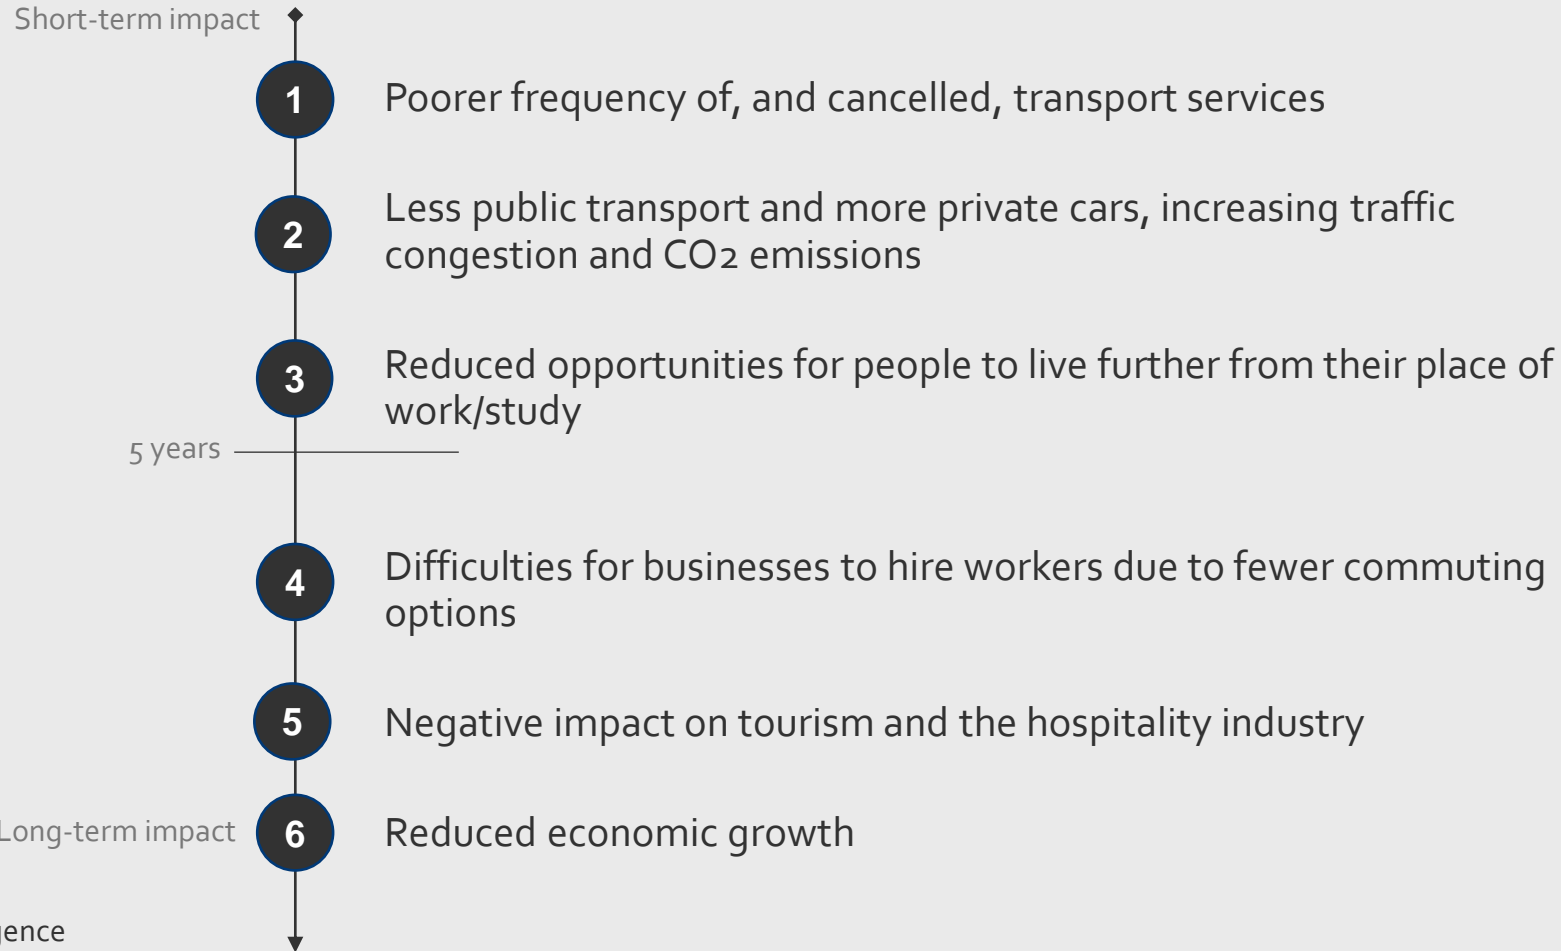 Short-term impact
1
Poorer frequency of, and cancelled, transport services
2
Less public transport and more private cars, increasing traffic
congestion and CO2 emissions
3
Reduced opportunities for people to live further from their place of
work/study
5 years
4
Difficulties for businesses to hire workers due to fewer commuting
options
5
Negative impact on tourism and the hospitality industry
Long-term impact
6
Reduced economic growth